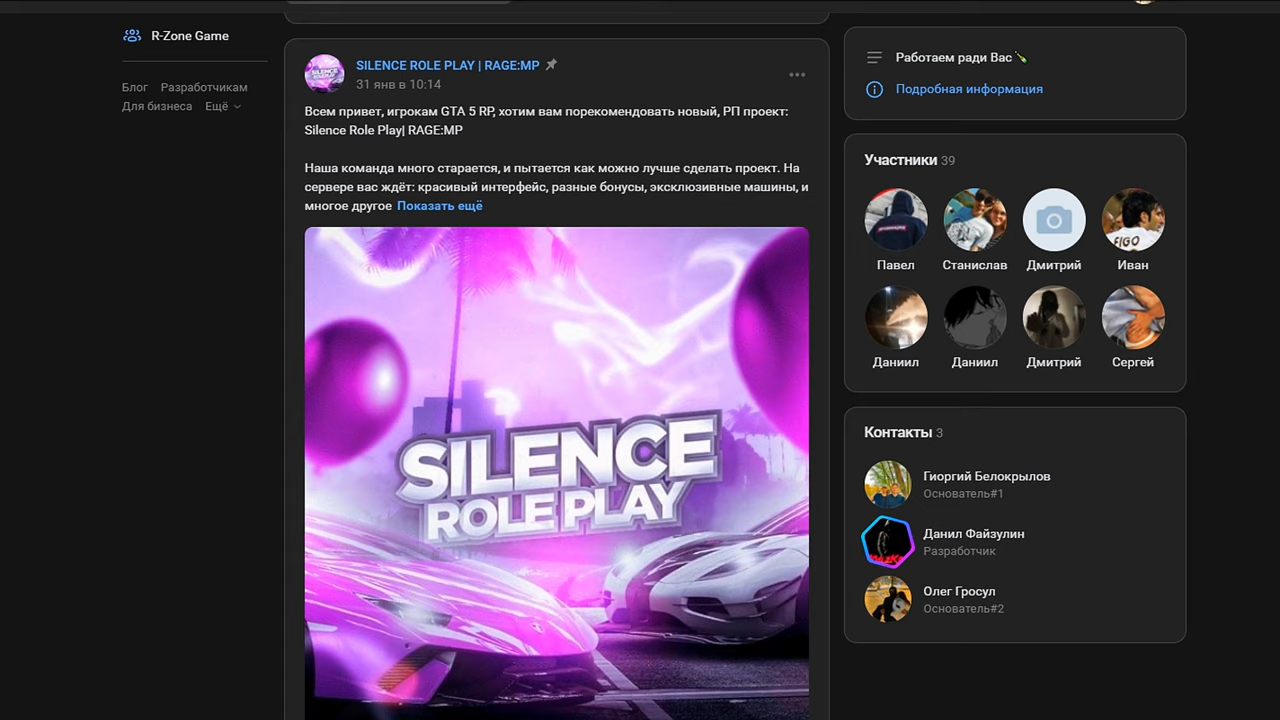 R-Zone Game
Блог Разработчикам
Для бизнеса Ещё
SILENCE ROLE PLAY | RAGE:MP
31 янв в 10:14
Всем привет, игрокам GTA 5 RP, хотим вам порекомендовать новый, РП проект:
Silence Role Play| RAGE:MP
Наша команда много старается, и пытается как можно лучше сделать проект. На
сервере вас ждёт: красивый интерфейс, разные бонусы, эксклюзивные машины, и
многое другое Показать ещё
SILENCE
ROLE PLAY
Работаем ради Вас
Подробная информация
Участники 39
FIGO
Павел Станислав Дмитрий Иван
Даниил Даниил Дмитрий Сергей
Контакты 3
Гиоргий Белокрылов
Основатель#1
Данил Файзулин
Разработчик
Олег Гросул
Основатель#2